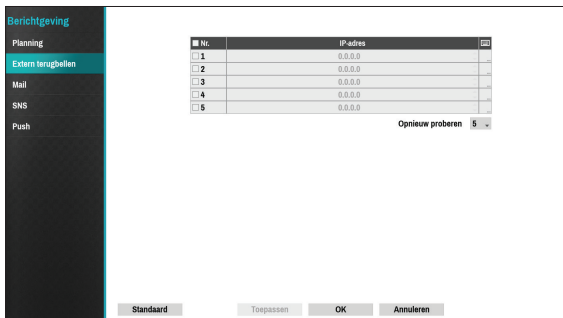 Berichtgeving
Planning
Extern terugbellen
Mail
SNS
Push
Nr. IP-adres
1 0.0.0.0
2 0.0.0.0
3 0.0.0.0
4 0.0.0.0
5 0.0.0.0
Opnieuw proberen 5
Standaard Toepassen OK Annuleren